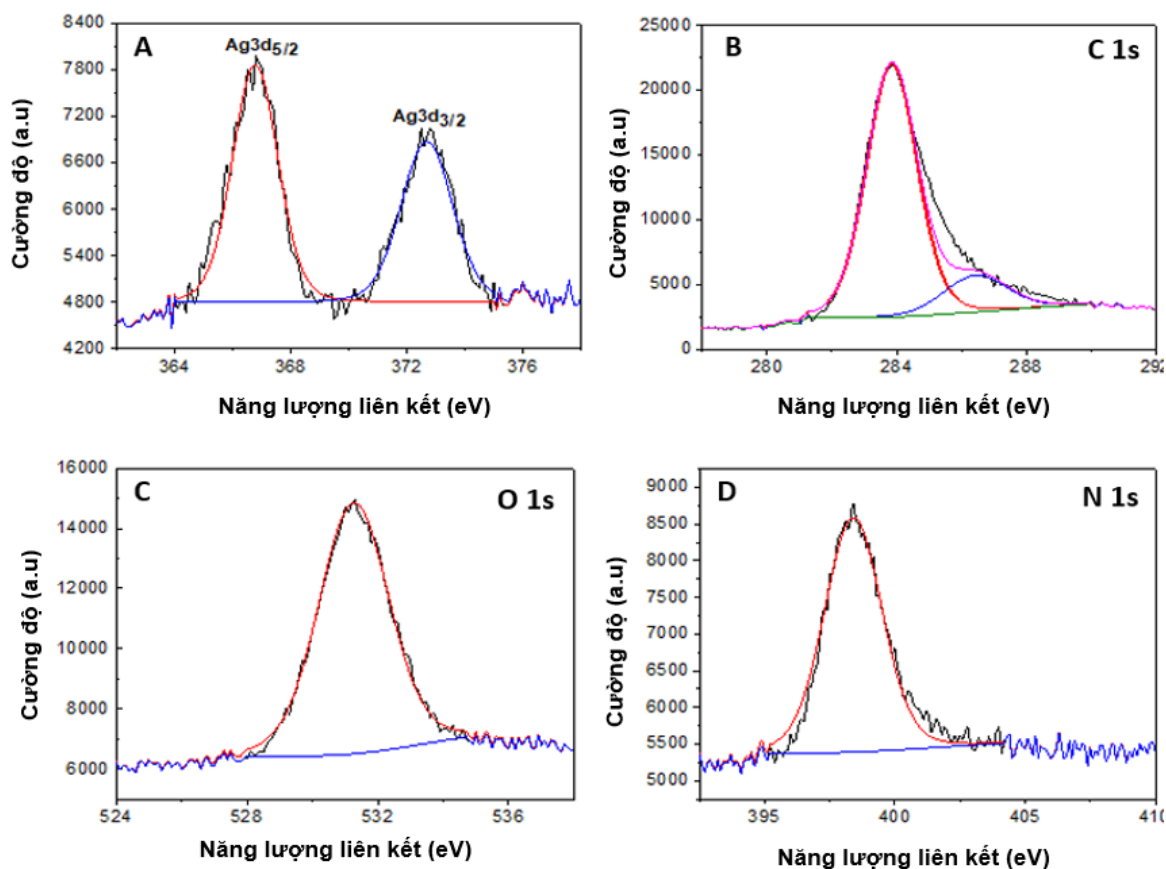 A
Ag3d5/2
Ag3d3/2
8400
7800
7200
6600
6000
5400
4800
4200
364
368
372
376
Cường độ (a.u)
Năng lượng liên kết (eV)
B
C 1s
25000
20000
15000
10000
5000
0
280
284
288
292
Cường độ (a.u)
Năng lượng liên kết (eV)
C
O 1s
16000
14000
12000
10000
8000
6000
524
528
532
536
Cường độ (a.u)
Năng lượng liên kết (eV)
D
N 1s
9000
8500
8000
7500
7000
6500
6000
5500
5000
395
400
405
410
Cường độ (a.u)
Năng lượng liên kết (eV)